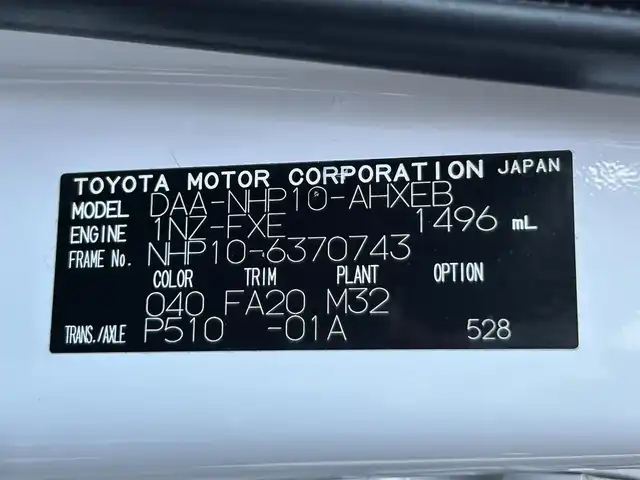 TOYOTA MOTOR CORPORATION JAPAN
MODEL DAA-NHP10-AHXEB
ENGINE 1NZ-FXE 1496 mL
FRAME No. NHP10-6370743
COLOR TRIM PLANT OPTION
040 FA20 M32
TRANS./AXLE P510 -01A 528